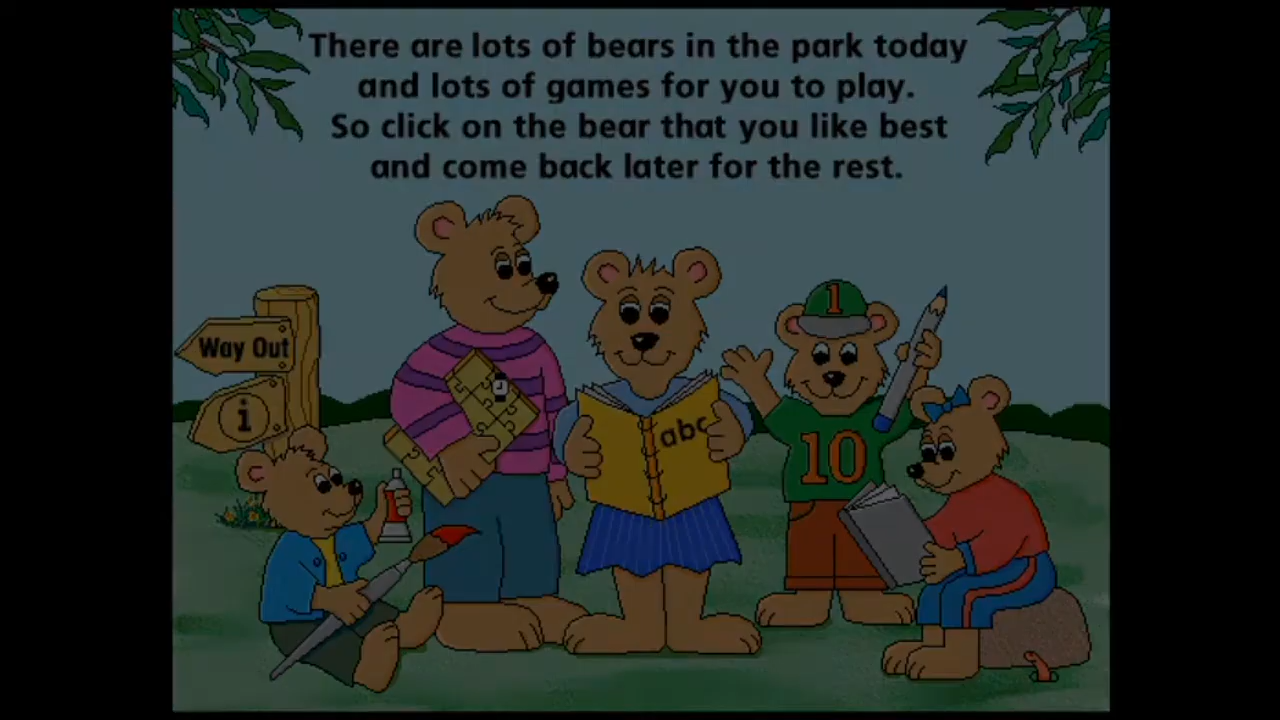 There are lots of bears in the park today
and lots of games for you to play.
So click on the bear that you like best
and come back later for the rest.
Way Out
i
abc
1
10